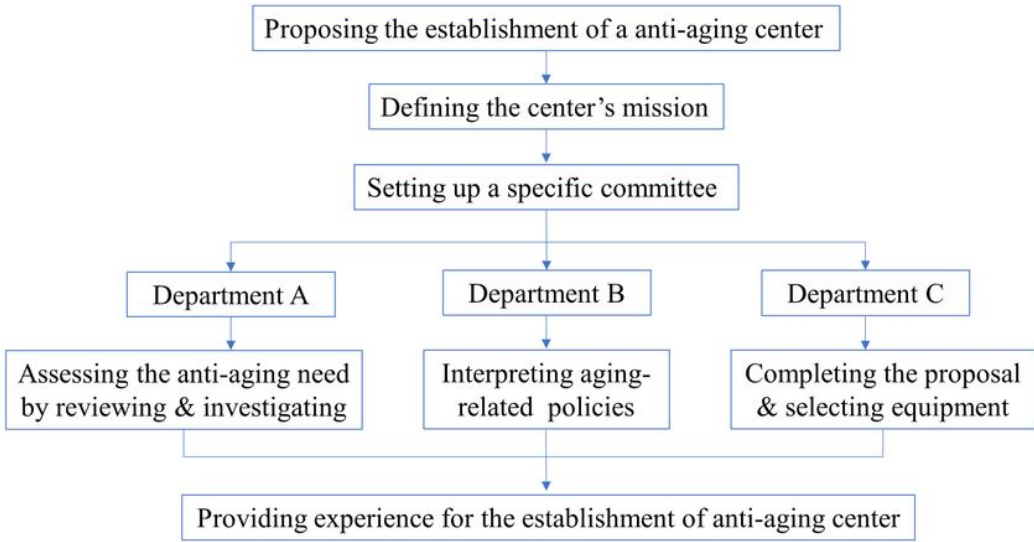 Proposing the establishment of a anti-aging center
Defining the center's mission
Setting up a specific committee
Department A
Department B
Department C
Assessing the anti-aging need
by reviewing & investigating
Interpreting aging-
related policies
Completing the proposal
& selecting equipment
Providing experience for the establishment of anti-aging center